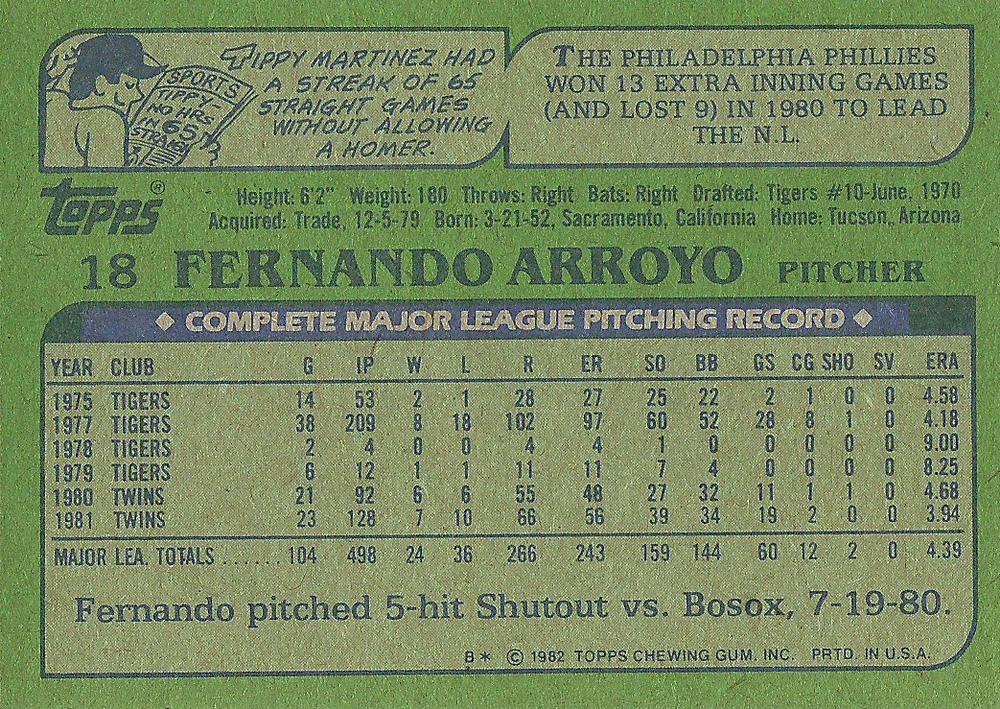 SPORTS
TIPPY-
NO HRS
IN 65
STRAIGHT
TIPPY MARTINEZ HAD
A STREAK OF 65
STRAIGHT GAMES
WITHOUT ALLOWING
A HOMER.
THE PHILADELPHIA PHILLIES
WON 13 EXTRA INNING GAMES
(AND LOST 9) IN 1980 TO LEAD
THE N.L.
Topps®
Height: 6'2" Weight: 180 Throws: Right Bats: Right Drafted: Tigers #10-June, 1970
Acquired: Trade, 12-5-79 Born: 3-21-52, Sacramento, California Home: Tucson, Arizona
18 FERNANDO ARROYO PITCHER
◆ COMPLETE MAJOR LEAGUE PITCHING RECORD ◆
YEAR CLUB G IP W L R ER SO BB GS CG SHO SV ERA
1975 TIGERS 14 53 2 1 28 27 25 22 2 1 0 0 4.58
1977 TIGERS 38 209 8 18 102 97 60 52 28 8 1 0 4.18
1978 TIGERS 2 4 0 0 4 4 1 0 0 0 0 0 9.00
1979 TIGERS 6 12 1 1 11 11 7 4 0 0 0 0 8.25
1980 TWINS 21 92 6 6 55 48 27 32 11 1 1 0 4.68
1981 TWINS 23 128 7 10 66 56 39 34 19 2 0 0 3.94
MAJOR LEA. TOTALS ...... 104 498 24 36 266 243 159 144 60 12 2 0 4.39
Fernando pitched 5-hit Shutout vs. Bosox, 7-19-80.
B* © 1982 TOPPS CHEWING GUM, INC. PRTD. IN U.S.A.